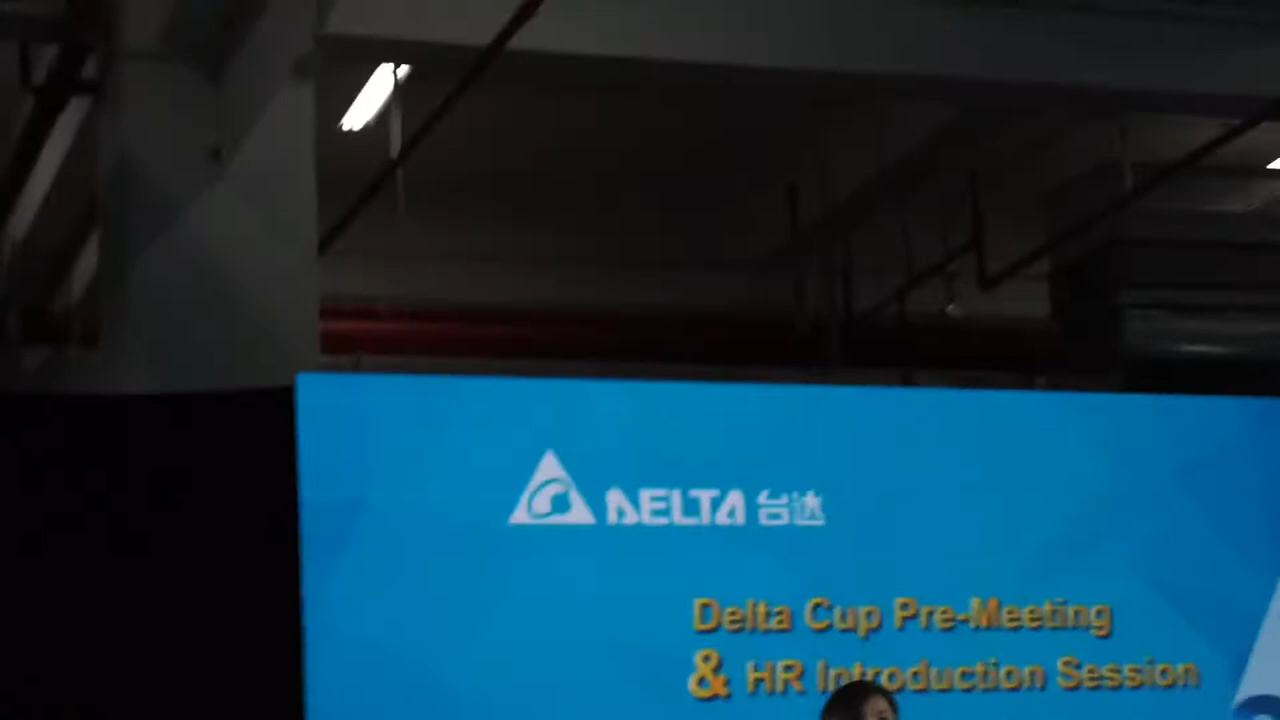 DELTA 台达
Delta Cup Pre-Meeting
& HR Introduction Session